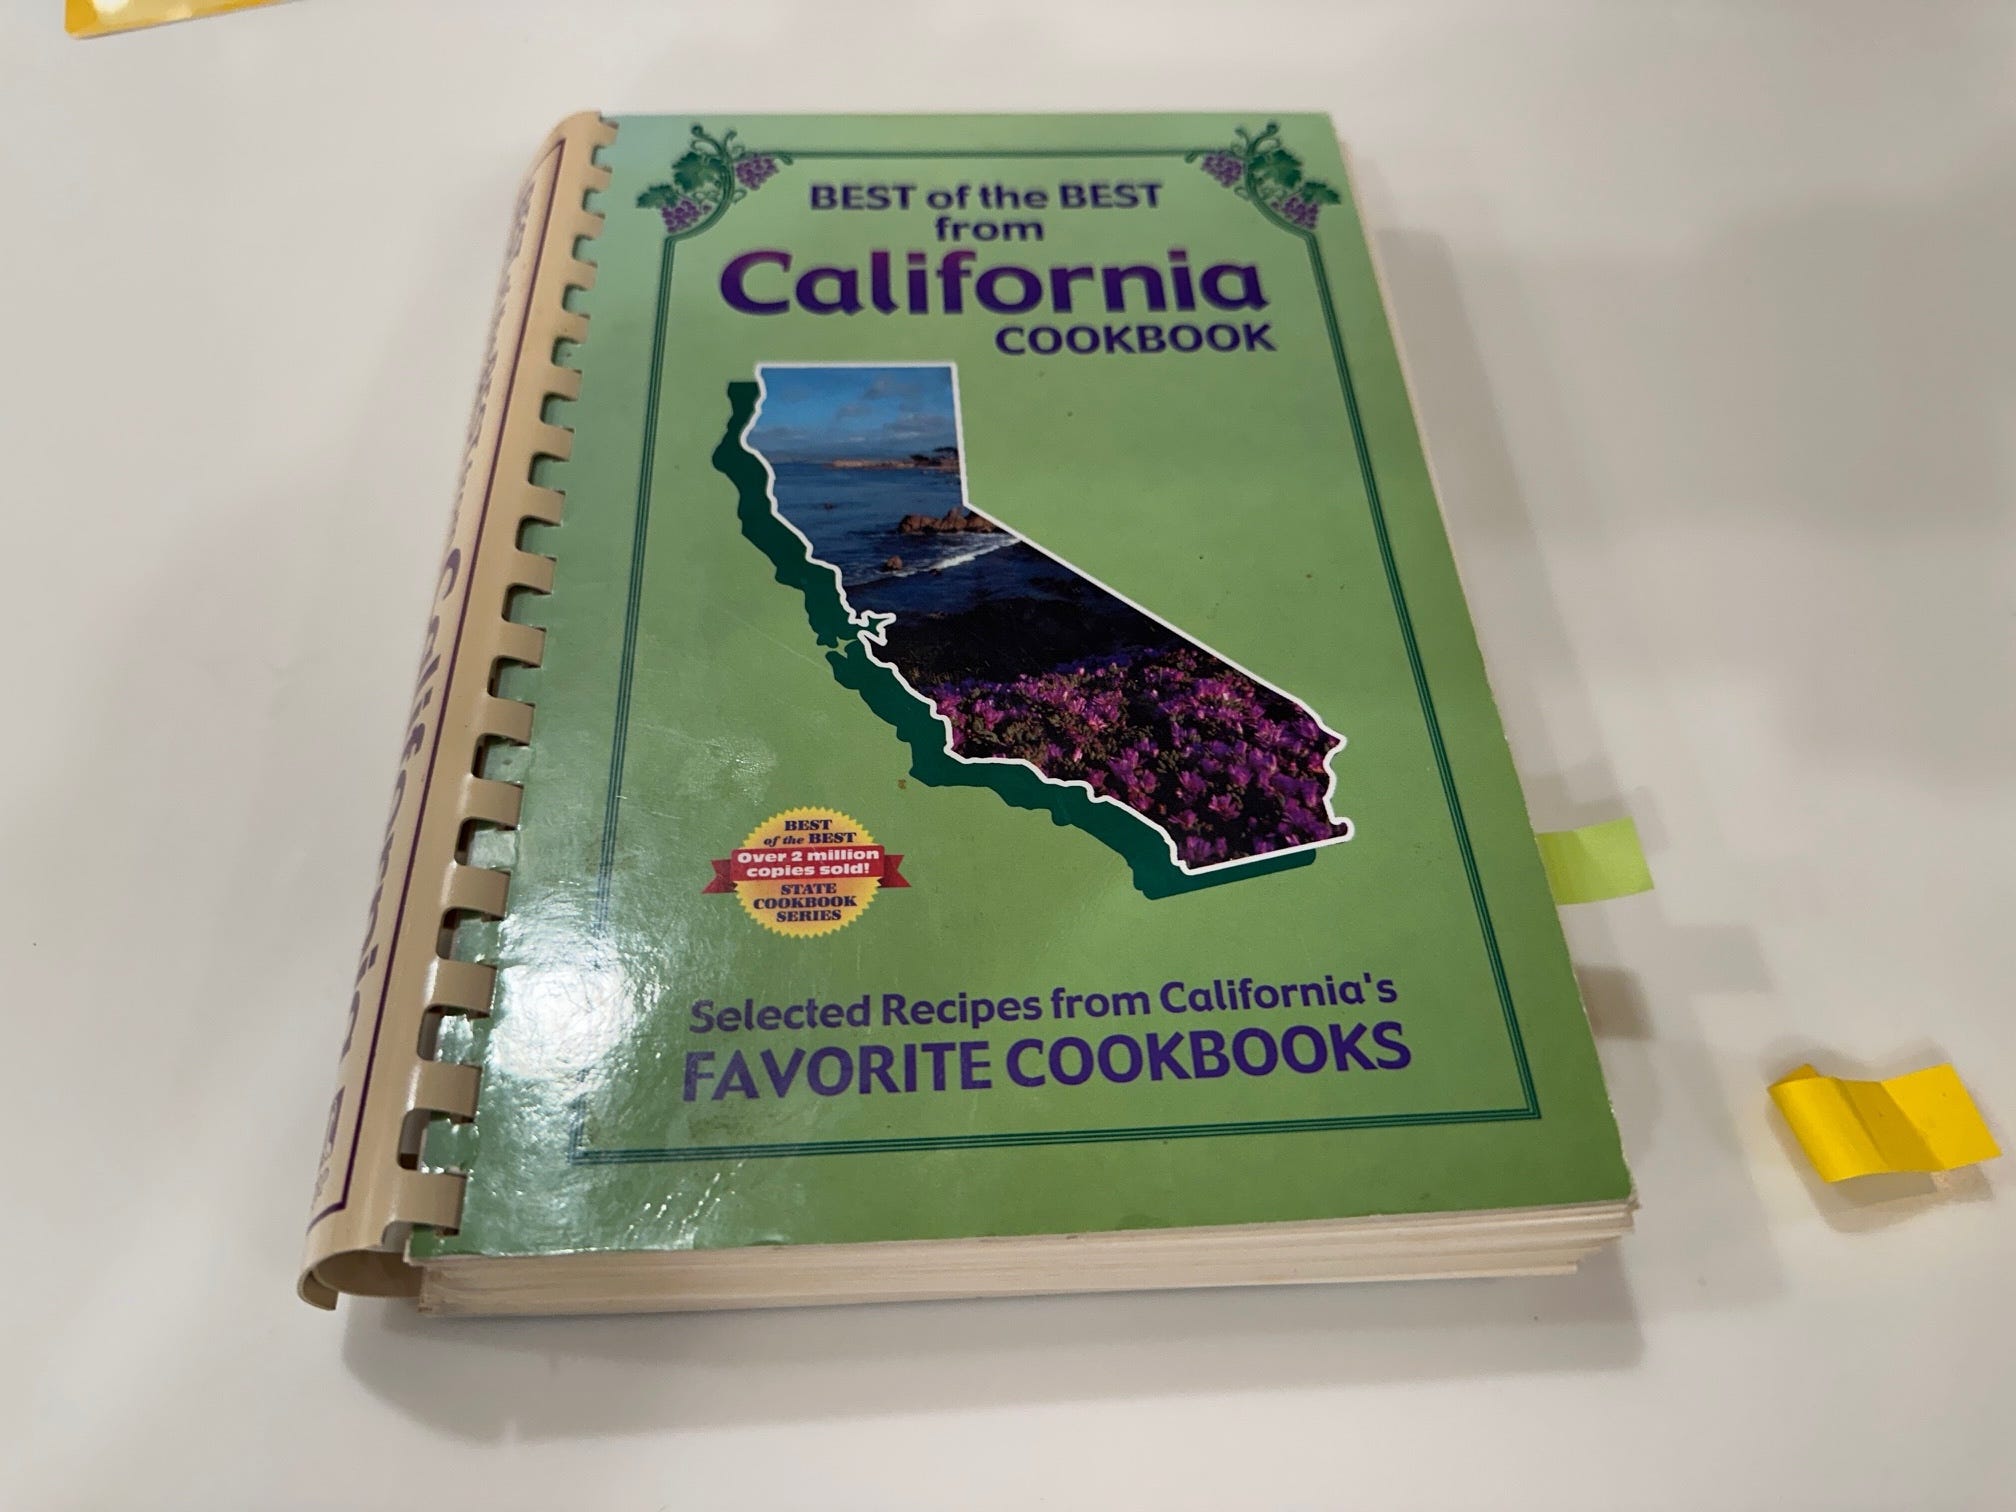 BEST of the BEST
from
California
COOKBOOK
BEST
of the BEST
Over 2 million
copies sold!
STATE
COOKBOOK
SERIES
Selected Recipes from California's
FAVORITE COOKBOOKS
California